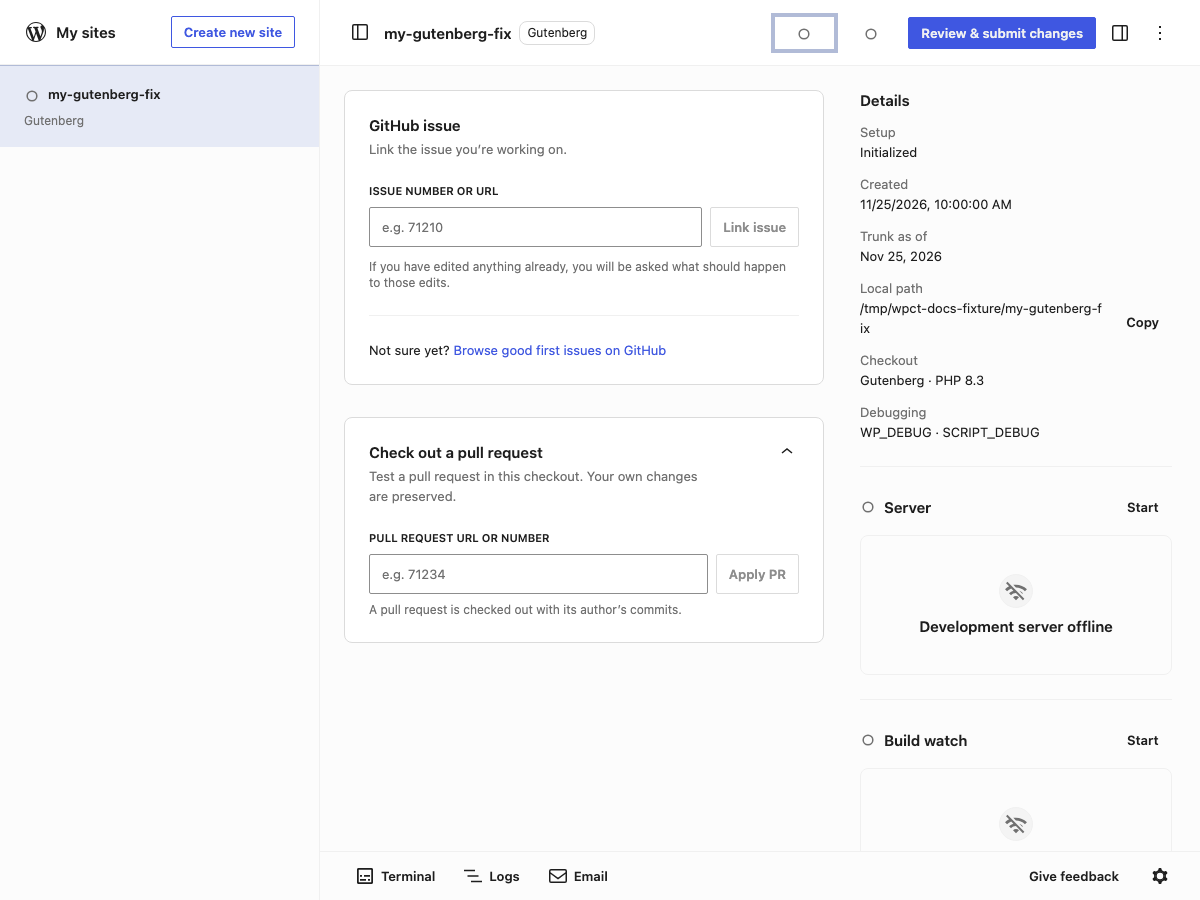 My sites
Create new site
my-gutenberg-fix
Gutenberg
my-gutenberg-fix
Gutenberg
Review & submit changes
GitHub issue
Link the issue you're working on.
ISSUE NUMBER OR URL
e.g. 71210
Link issue
If you have edited anything already, you will be asked what should happen
to those edits.
Not sure yet? Browse good first issues on GitHub
Check out a pull request
Test a pull request in this checkout. Your own changes
are preserved.
PULL REQUEST URL OR NUMBER
e.g. 71234
Apply PR
A pull request is checked out with its author's commits.
Details
Setup
Initialized
Created
11/25/2026, 10:00:00 AM
Trunk as of
Nov 25, 2026
Local path
/tmp/wpct-docs-fixture/my-gutenberg-f
ix
Copy
Checkout
Gutenberg · PHP 8.3
Debugging
WP_DEBUG · SCRIPT_DEBUG
Server
Start
Development server offline
Build watch
Start
Terminal
Logs
Email
Give feedback